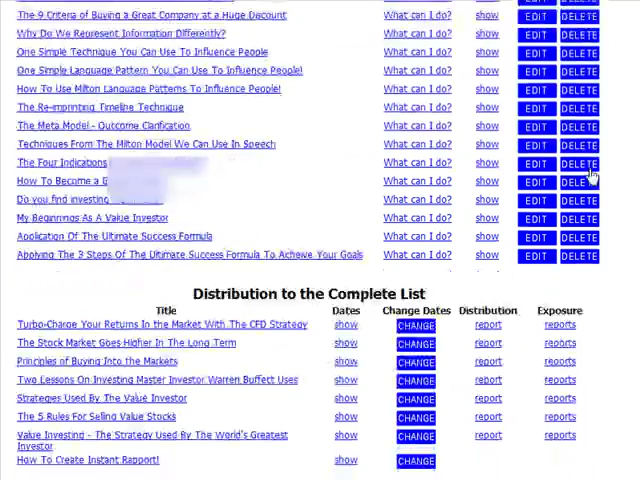 The 9 Criteria of Buying a Great Company at a Huge Discount What can I do? show EDIT DELETE
Why Do We Represent Information Differently? What can I do? show EDIT DELETE
One Simple Technique You Can Use To Influence People What can I do? show EDIT DELETE
One Simple Language Pattern You Can Use To Influence People! What can I do? show EDIT DELETE
How To Use Milton Language Patterns To Influence People! What can I do? show EDIT DELETE
The Re-imprinting Timeline Technique What can I do? show EDIT DELETE
The Meta Model - Outcome Clarification What can I do? show EDIT DELETE
Techniques From The Milton Model We Can Use In Speech What can I do? show EDIT DELETE
The Four Indications What can I do? show EDIT DELETE
How To Become a What can I do? show EDIT DELETE
Do you find investing What can I do? show EDIT DELETE
My Beginnings As A Value Investor What can I do? show EDIT DELETE
Application Of The Ultimate Success Formula What can I do? show EDIT DELETE
Applying The 3 Steps Of The Ultimate Success Formula To Achieve Your Goals What can I do? show EDIT DELETE
Distribution to the Complete List
Title Dates Change Dates Distribution Exposure
Turbo-Charge Your Returns In the Market With The CFD Strategy show CHANGE report reports
The Stock Market Goes Higher In The Long Term show CHANGE report reports
Principles of Buying Into the Markets show CHANGE report reports
Two Lessons On Investing Master Investor Warren Buffett Uses show CHANGE report reports
Strategies Used By The Value Investor show CHANGE report reports
The 5 Rules For Selling Value Stocks show CHANGE report reports
Value Investing - The Strategy Used By The World's Greatest show CHANGE report reports
Investor
How To Create Instant Rapport! show CHANGE